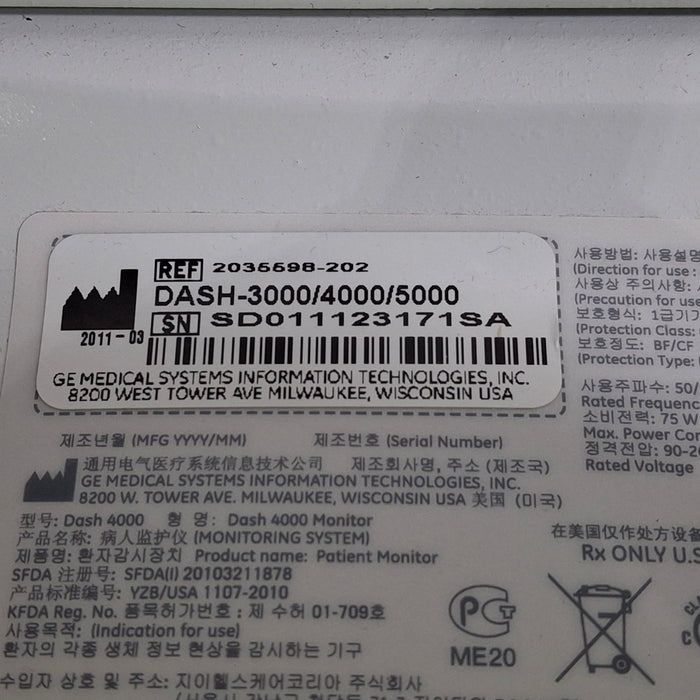 REF 2035598-202
DASH-3000/4000/5000
SN SD011123171SA
2011-03
GE MEDICAL SYSTEMS INFORMATION TECHNOLOGIES, INC.
8200 WEST TOWER AVE MILWAUKEE, WISCONSIN USA
제조년월 (MFG YYYY/MM) 제조번호 (Serial Number)
通用电气医疗系统信息技术公司 제조회사명, 주소 (제조국)
GE MEDICAL SYSTEMS INFORMATION TECHNOLOGIES, INC.
8200 W. TOWER AVE. MILWAUKEE, WISCONSIN USA 美国 (미국)
型号: Dash 4000 형 명: Dash 4000 Monitor
产品名称: 病人监护仪 (MONITORING SYSTEM)
제품명: 환자감시장치 Product name: Patient Monitor
SFDA 注册号: SFDA(I) 20103211878
产品标准编号: YZB/USA 1107-2010
KFDA Reg. No. 품목허가번호 : 제 수허 01-709호
사용목적: (Indication for use)
환자의 각종 생체 정보 현상을 감시하는 기구
수입자 상호 및 주소: 지이헬스케어코리아 주식회사
사용방법: 사용설명
(Direction for use :
사용상 주의사항:
(Precaution for use
보호형식: 1급기기
(Protection Class:
보호정도: BF/CF
(Protection Type:
사용주파수: 50/
Rated Frequenc
소비전력: 75 W
Max. Power Con
정격전압: 90-2
Rated Voltage
在美国仅作处方设备
Rx ONLY U.S
PCT
ME20